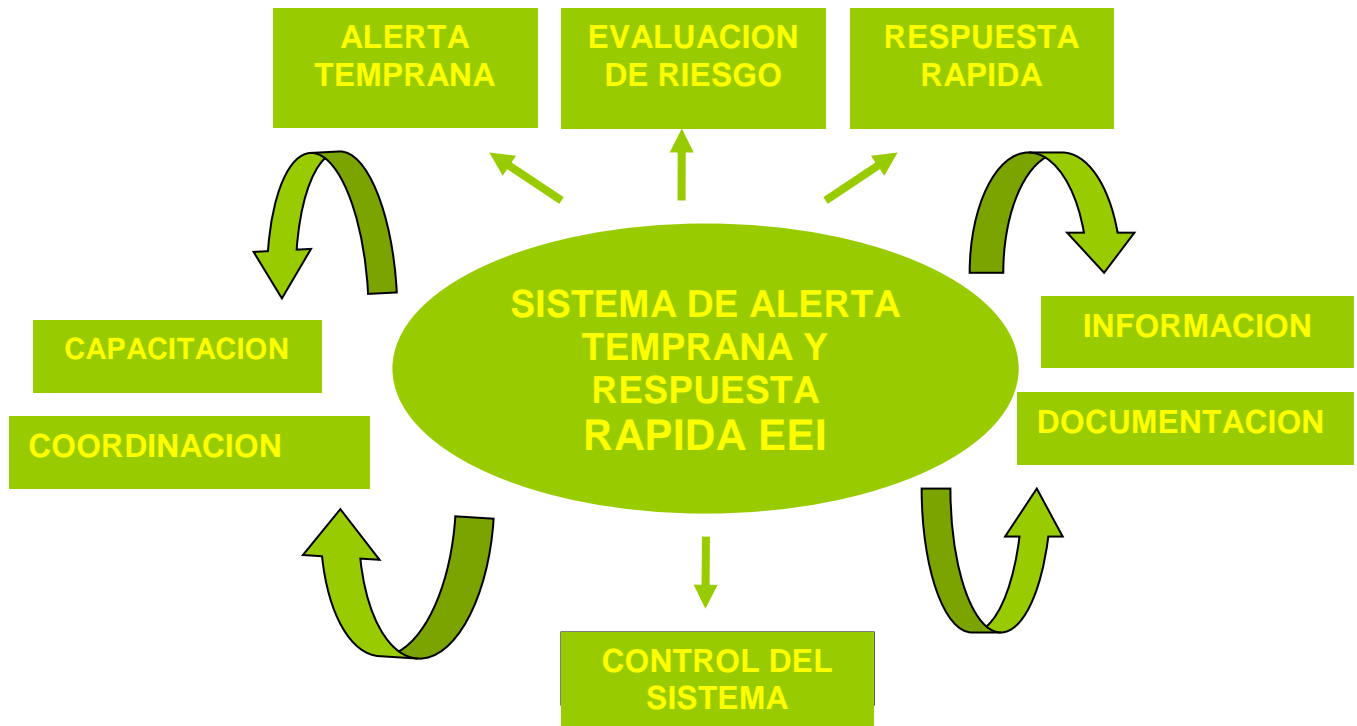 ALERTA
TEMPRANA
EVALUACION
DE RIESGO
RESPUESTA
RAPIDA
SISTEMA DE ALERTA
TEMPRANA Y
RESPUESTA
RAPIDA EEI
CAPACITACION
COORDINACION
INFORMACION
DOCUMENTACION
CONTROL DEL
SISTEMA